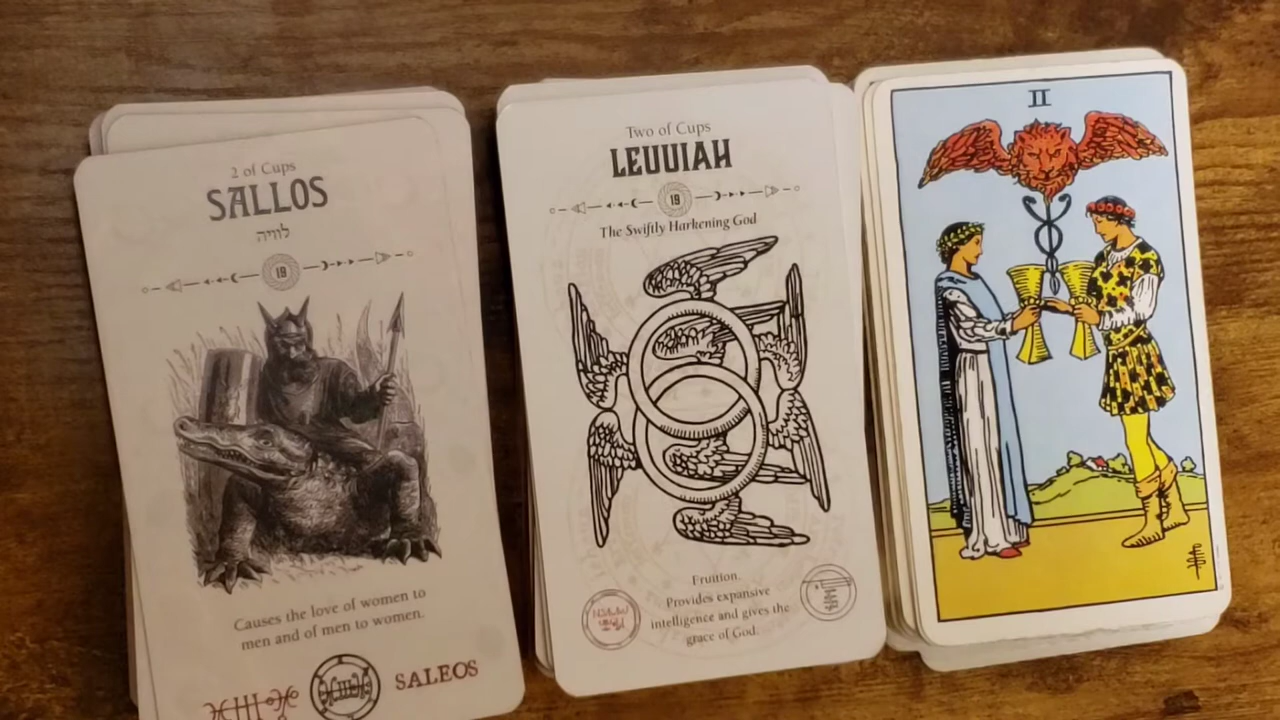 2 of Cups
SALLOS
לוויה
19
Causes the love of women to
men and of men to women.
SALEOS
Two of Cups
LEUUIAH
19
The Swiftly Harkening God
Fruition.
Provides expansive
intelligence and gives the
grace of God.
II